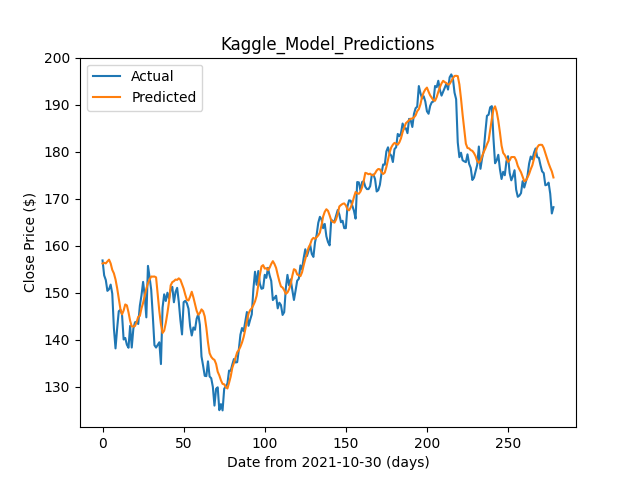 Kaggle_Model_Predictions
Actual
Predicted
Close Price ($)
200
190
180
170
160
150
140
130
0 50 100 150 200 250
Date from 2021-10-30 (days)